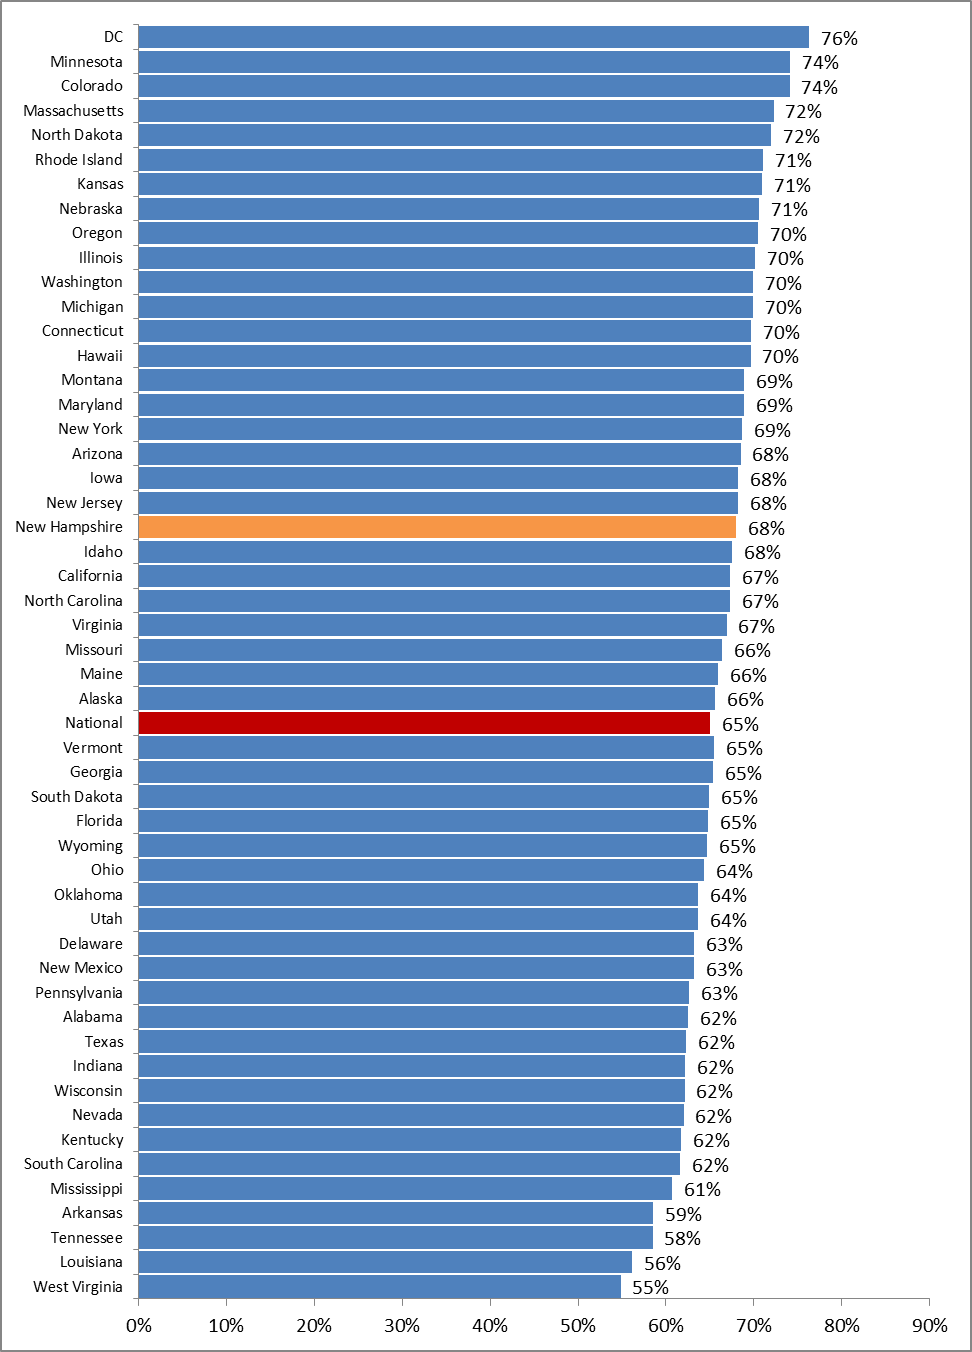 DC 76%
Minnesota 74%
Colorado 74%
Massachusetts 72%
North Dakota 72%
Rhode Island 71%
Kansas 71%
Nebraska 71%
Oregon 70%
Illinois 70%
Washington 70%
Michigan 70%
Connecticut 70%
Hawaii 70%
Montana 69%
Maryland 69%
New York 69%
Arizona 68%
Iowa 68%
New Jersey 68%
New Hampshire 68%
Idaho 68%
California 67%
North Carolina 67%
Virginia 67%
Missouri 66%
Maine 66%
Alaska 66%
National 65%
Vermont 65%
Georgia 65%
South Dakota 65%
Florida 65%
Wyoming 65%
Ohio 64%
Oklahoma 64%
Utah 64%
Delaware 63%
New Mexico 63%
Pennsylvania 63%
Alabama 62%
Texas 62%
Indiana 62%
Wisconsin 62%
Nevada 62%
Kentucky 62%
South Carolina 62%
Mississippi 61%
Arkansas 59%
Tennessee 58%
Louisiana 56%
West Virginia 55%
0% 10% 20% 30% 40% 50% 60% 70% 80% 90%